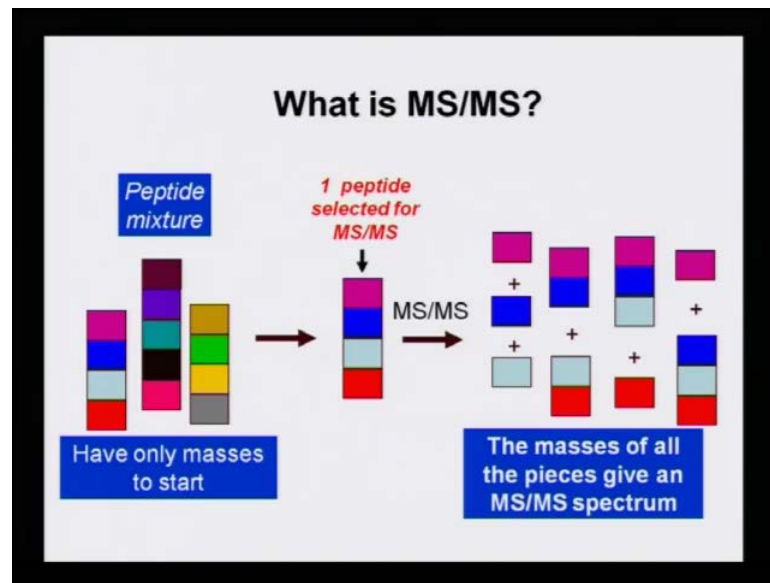 What is MS/MS?
Peptide
mixture
1 peptide
selected for
MS/MS
MS/MS
+
+
+
+
+
Have only masses
to start
The masses of all
the pieces give an
MS/MS spectrum